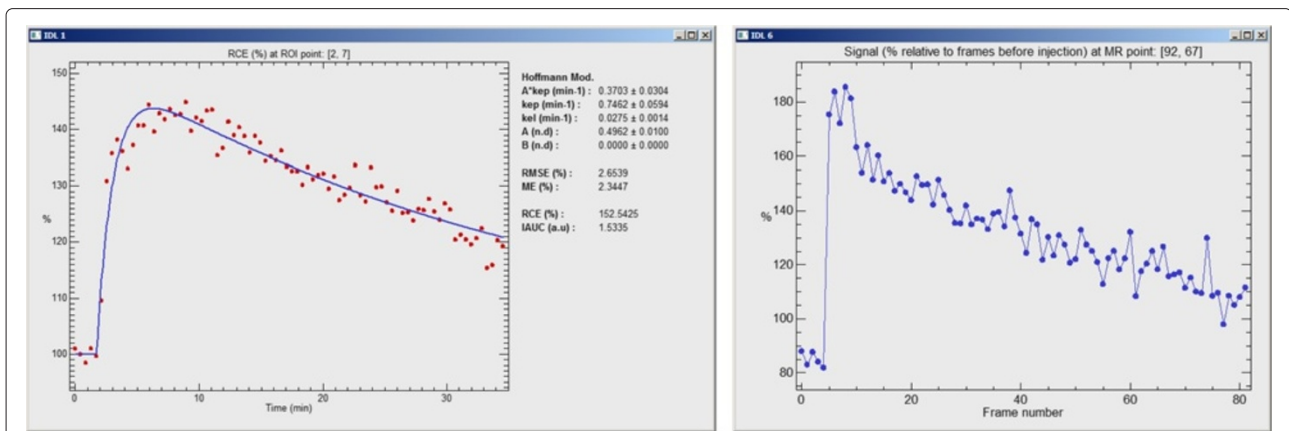 IDL 1
RCE (%) at ROI point: [2, 7]
150
140
130
%
120
110
100
0
10
20
30
Time (min)
Hoffmann Mod.
A*kep (min-1) : 0.3703 ± 0.0304
kep (min-1) : 0.7462 ± 0.0594
kel (min-1) : 0.0275 ± 0.0014
A (n.d) : 0.4962 ± 0.0100
B (n.d) : 0.0000 ± 0.0000
RMSE (%) : 2.6539
ME (%) : 2.3447
RCE (%) : 152.5425
IAUC (a.u) : 1.5335
IDL 6
Signal (% relative to frames before injection) at MR point: [92, 67]
180
160
140
%
120
100
80
0
20
40
60
80
Frame number